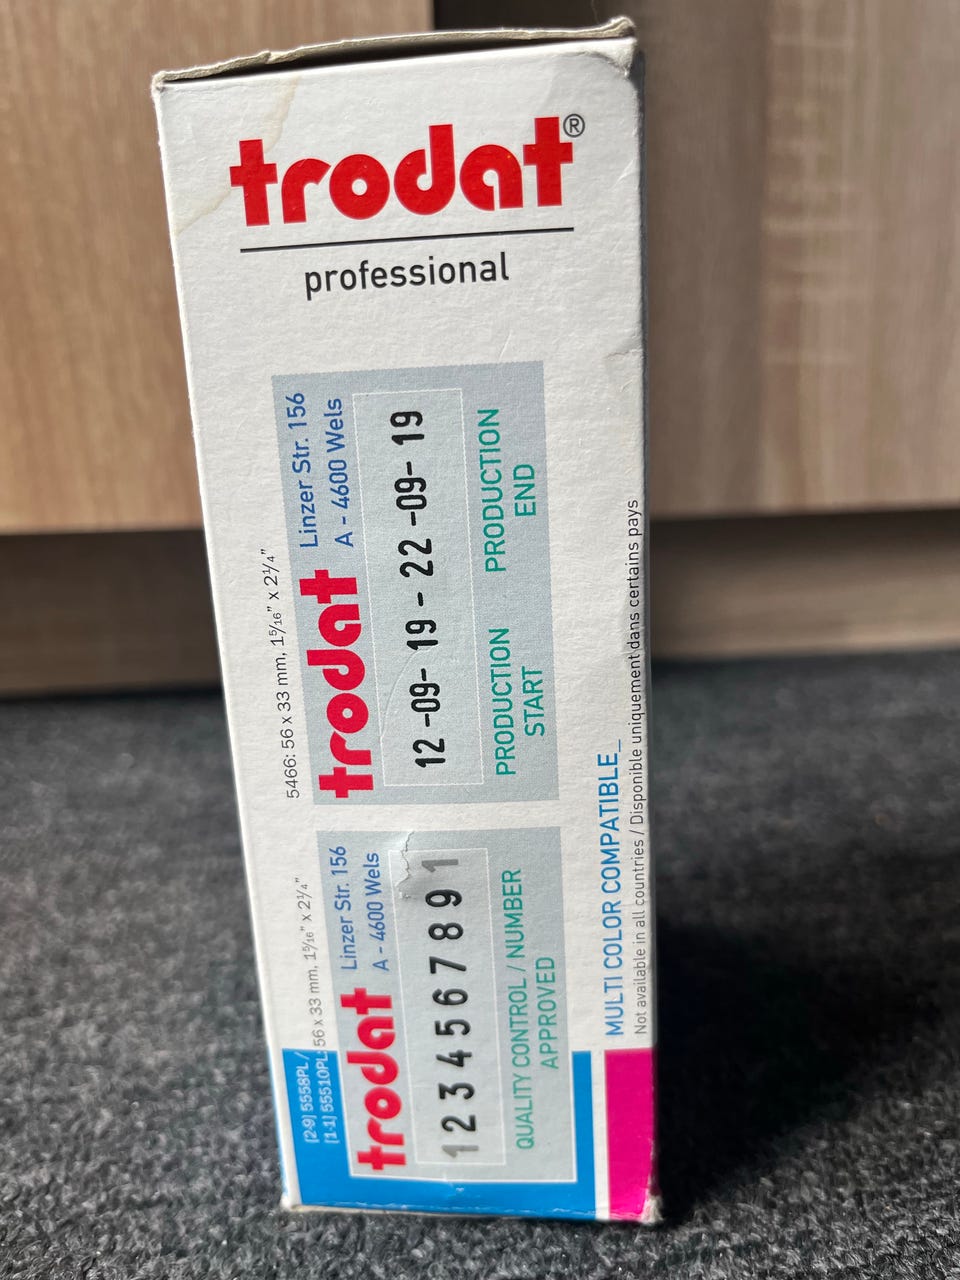 trodat®
professional
5466: 56 x 33 mm, 1 5/16" x 2 1/4"
trodat
Linzer Str. 156
A - 4600 Wels
12 -09- 19 - 22 -09- 19
PRODUCTION START
PRODUCTION END
(2-9) 5558PL /
(1-1) 55510PL: 56 x 33 mm, 1 5/16" x 2 1/4"
trodat
Linzer Str. 156
A - 4600 Wels
1 2 3 4 5 6 7 8 9 1
QUALITY CONTROL / NUMBER
APPROVED
MULTI COLOR COMPATIBLE_
Not available in all countries / Disponible uniquement dans certains pays